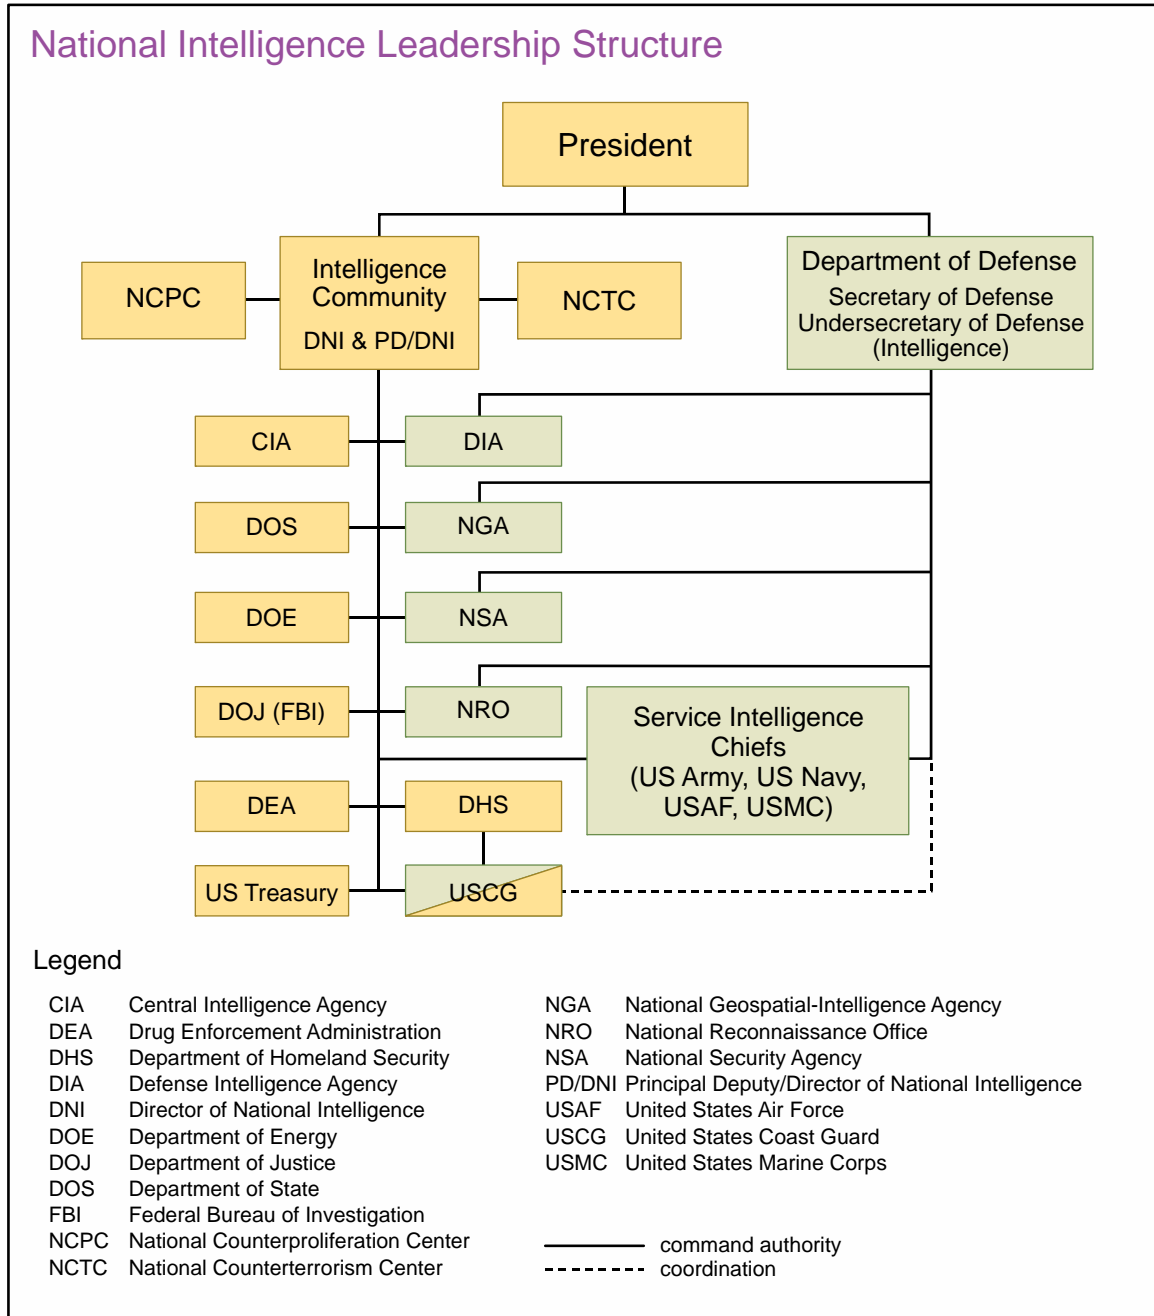 National Intelligence Leadership Structure
President
Intelligence
Community
DNI & PD/DNI
NCPC
NCTC
Department of Defense
Secretary of Defense
Undersecretary of Defense
(Intelligence)
CIA
DIA
DOS
NGA
DOE
NSA
DOJ (FBI)
NRO
Service Intelligence
Chiefs
(US Army, US Navy,
USAF, USMC)
DEA
DHS
US Treasury
USCG
Legend
CIA Central Intelligence Agency
DEA Drug Enforcement Administration
DHS Department of Homeland Security
DIA Defense Intelligence Agency
DNI Director of National Intelligence
DOE Department of Energy
DOJ Department of Justice
DOS Department of State
FBI Federal Bureau of Investigation
NCPC National Counterproliferation Center
NCTC National Counterterrorism Center
NGA National Geospatial-Intelligence Agency
NRO National Reconnaissance Office
NSA National Security Agency
PD/DNI Principal Deputy/Director of National Intelligence
USAF United States Air Force
USCG United States Coast Guard
USMC United States Marine Corps
command authority
coordination